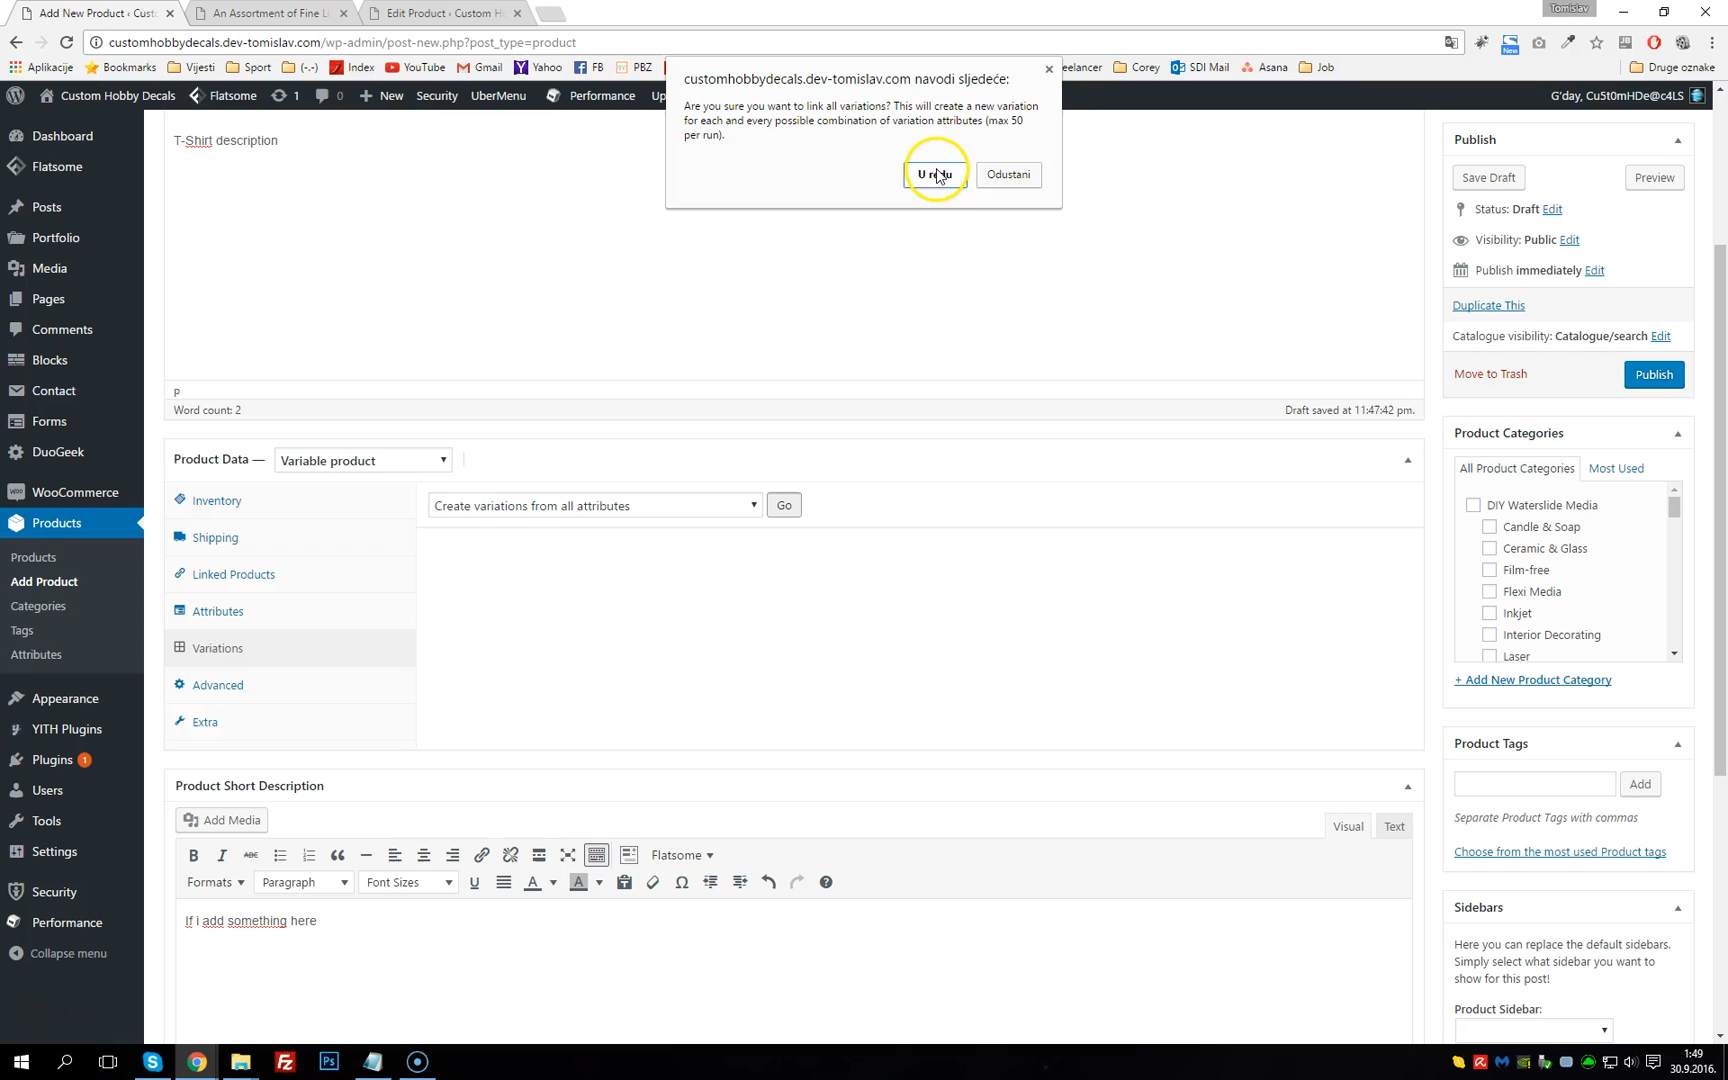 Add New Product ‹ Custo
An Assortment of Fine L
Edit Product ‹ Custom H
Tomislav
customhobbydecals.dev-tomislav.com/wp-admin/post-new.php?post_type=product
Aplikacije
Bookmarks
Vijesti
Sport
(-.-)
Index
YouTube
Yahoo
FB
PBZ
Corey
SDI Mail
Asana
Job
Druge oznake
Custom Hobby Decals
Flatsome
1
0
New
Security
UberMenu
Performance
G'day, Cu5t0mHDe@c4LS
customhobbydecals.dev-tomislav.com navodi sljedeće:
Are you sure you want to link all variations? This will create a new variation
for each and every possible combination of variation attributes (max 50
per run).
Odustani
Dashboard
Flatsome
Posts
Portfolio
Media
Pages
Comments
Blocks
Contact
Forms
DuoGeek
WooCommerce
Products
Products
Add Product
Categories
Tags
Attributes
Appearance
YITH Plugins
Plugins 1
Users
Tools
Settings
Security
Performance
Collapse menu
T-Shirt description
p
Word count: 2
Draft saved at 11:47:42 pm.
Product Data —
Variable product
Inventory
Shipping
Linked Products
Attributes
Variations
Advanced
Extra
Create variations from all attributes
Go
Product Short Description
Add Media
Visual
Text
B I ABC
Flatsome
Formats
Paragraph
Font Sizes
U
A
A
If i add something here
Publish
Save Draft
Preview
Status: Draft Edit
Visibility: Public Edit
Publish immediately Edit
Duplicate This
Catalogue visibility: Catalogue/search Edit
Move to Trash
Publish
Product Categories
All Product Categories
Most Used
DIY Waterslide Media
Candle & Soap
Ceramic & Glass
Film-free
Flexi Media
Inkjet
Interior Decorating
Laser
+ Add New Product Category
Product Tags
Add
Separate Product Tags with commas
Choose from the most used Product tags
Sidebars
Here you can replace the default sidebars.
Simply select what sidebar you want to
show for this post!
Product Sidebar:
1:49
30.9.2016.